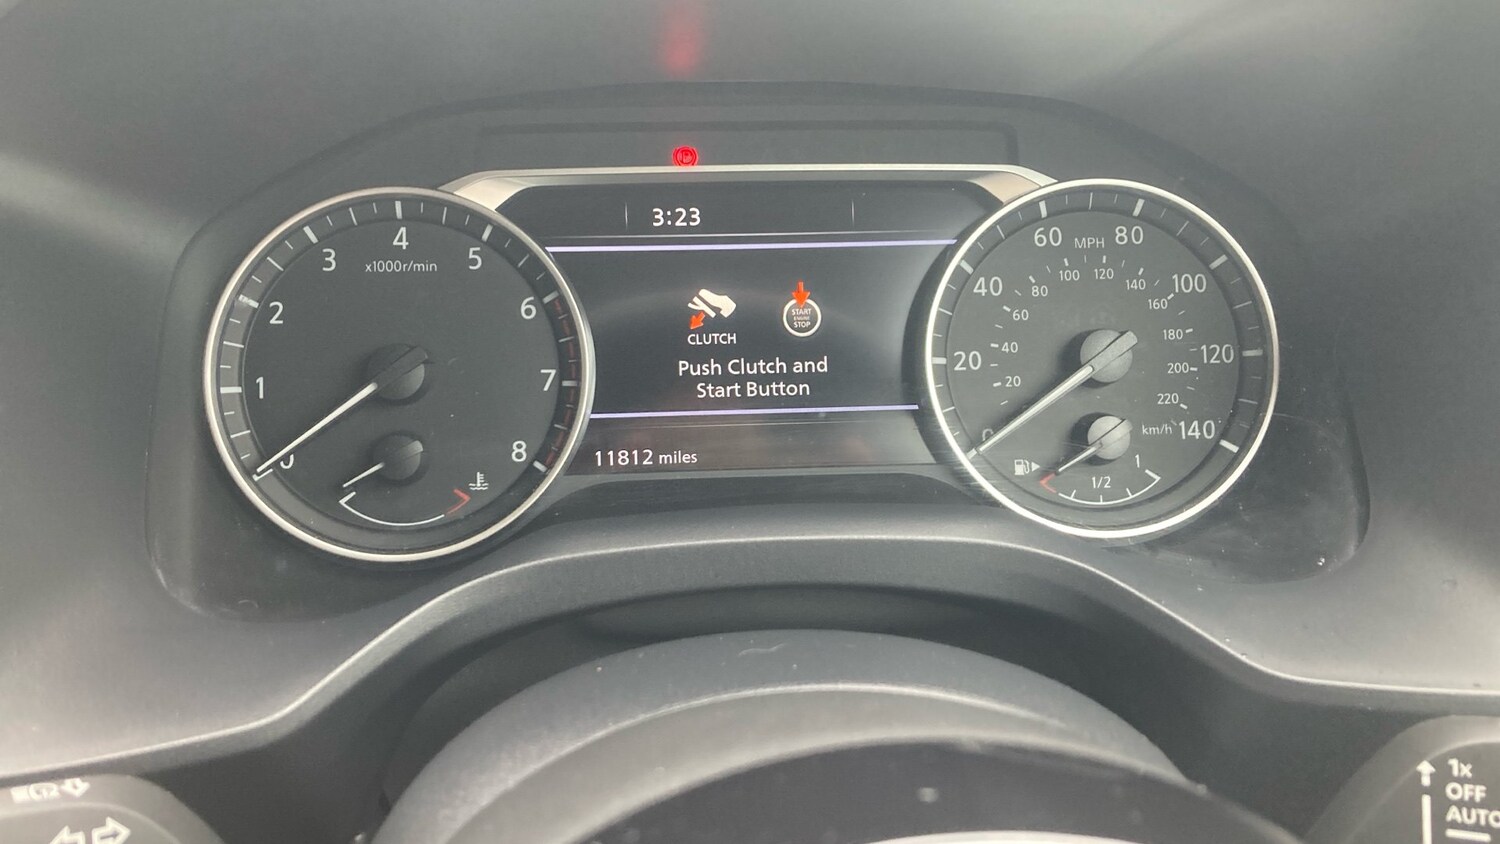 3:23
4
3
5
x1000r/min
2
6
1
7
8
CLUTCH
START
ENGINE
STOP
Push Clutch and
Start Button
11812 miles
60 MPH 80
100 120
40
80
140
100
60
160
40
180
20
120
20
200
220
0
km/h 140
1
1/2
1x
OFF
AUTO